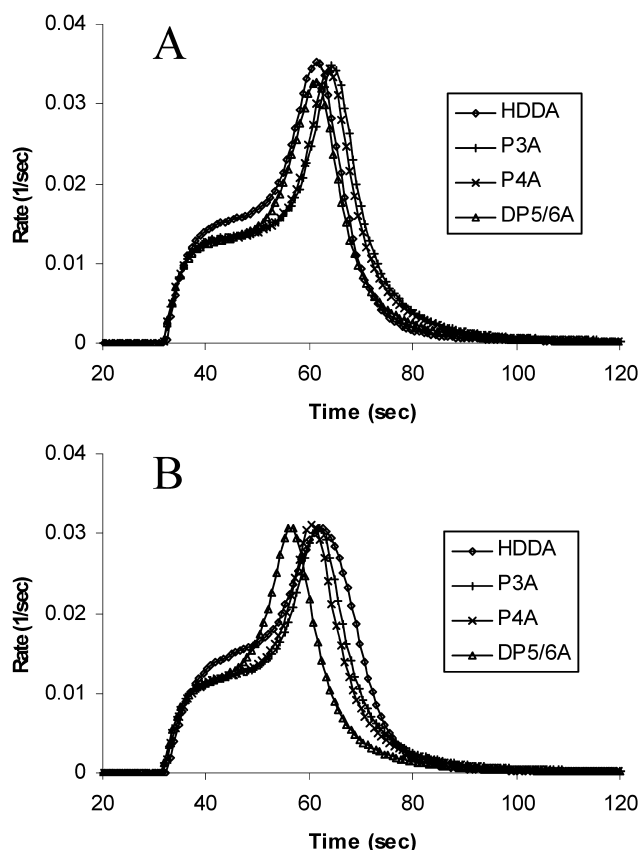 A
0.04
0.03
0.02
0.01
0
Rate (1/sec)
HDDA
P3A
P4A
DP5/6A
20 40 60 80 100 120
Time (sec)
B
0.04
0.03
0.02
0.01
0
Rate (1/sec)
HDDA
P3A
P4A
DP5/6A
20 40 60 80 100 120
Time (sec)